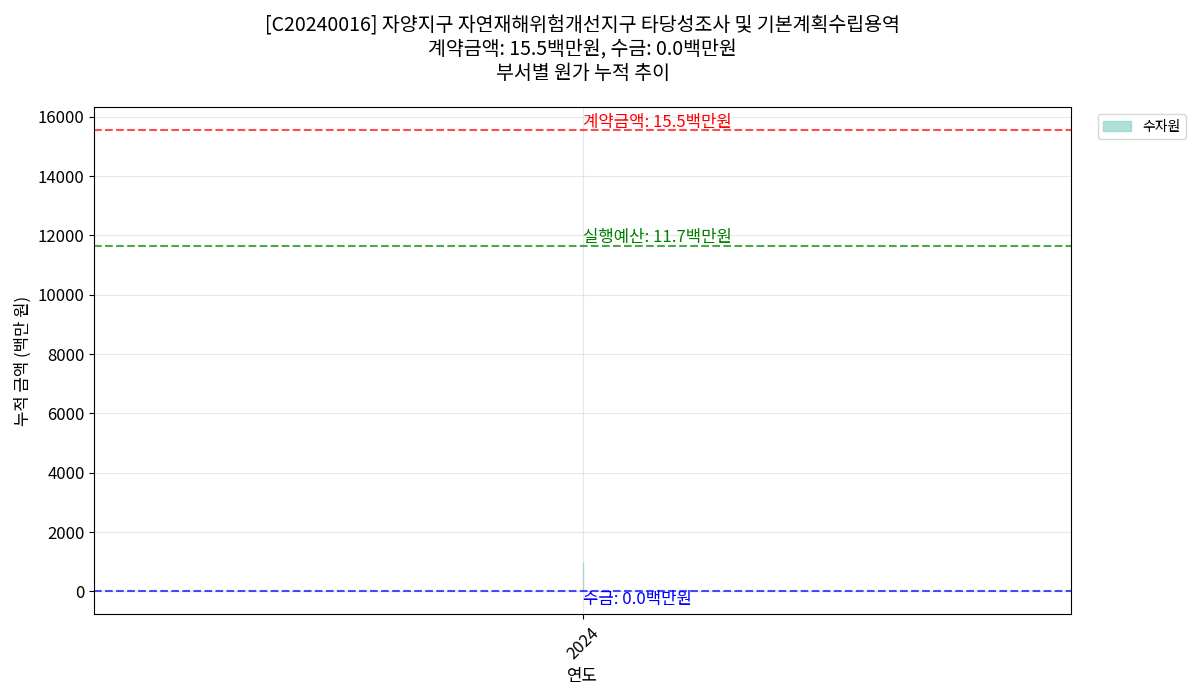 [C20240016] 자양지구 자연재해위험개선지구 타당성조사 및 기본계획수립용역
계약금액: 15.5백만원, 수금: 0.0백만원
부서별 원가 누적 추이
16000
14000
12000
10000
8000
6000
4000
2000
0
누적 금액 (백만 원)
계약금액: 15.5백만원
실행예산: 11.7백만원
수금: 0.0백만원
수자원
2024
연도